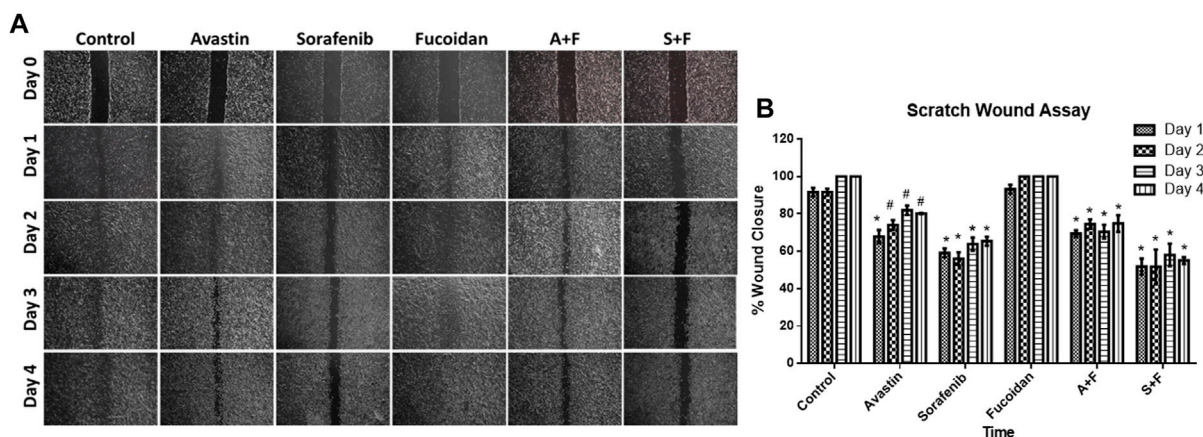 A
Control Avastin Sorafenib Fucoidan A+F S+F
Day 0
Day 1
Day 2
Day 3
Day 4
B
Scratch Wound Assay
Day 1
Day 2
Day 3
Day 4
% Wound Closure
120
100
80
60
40
20
0
* # # #
* * * *
* * * *
* * * *
Control Avastin Sorafenib Fucoidan A+F S+F
Time